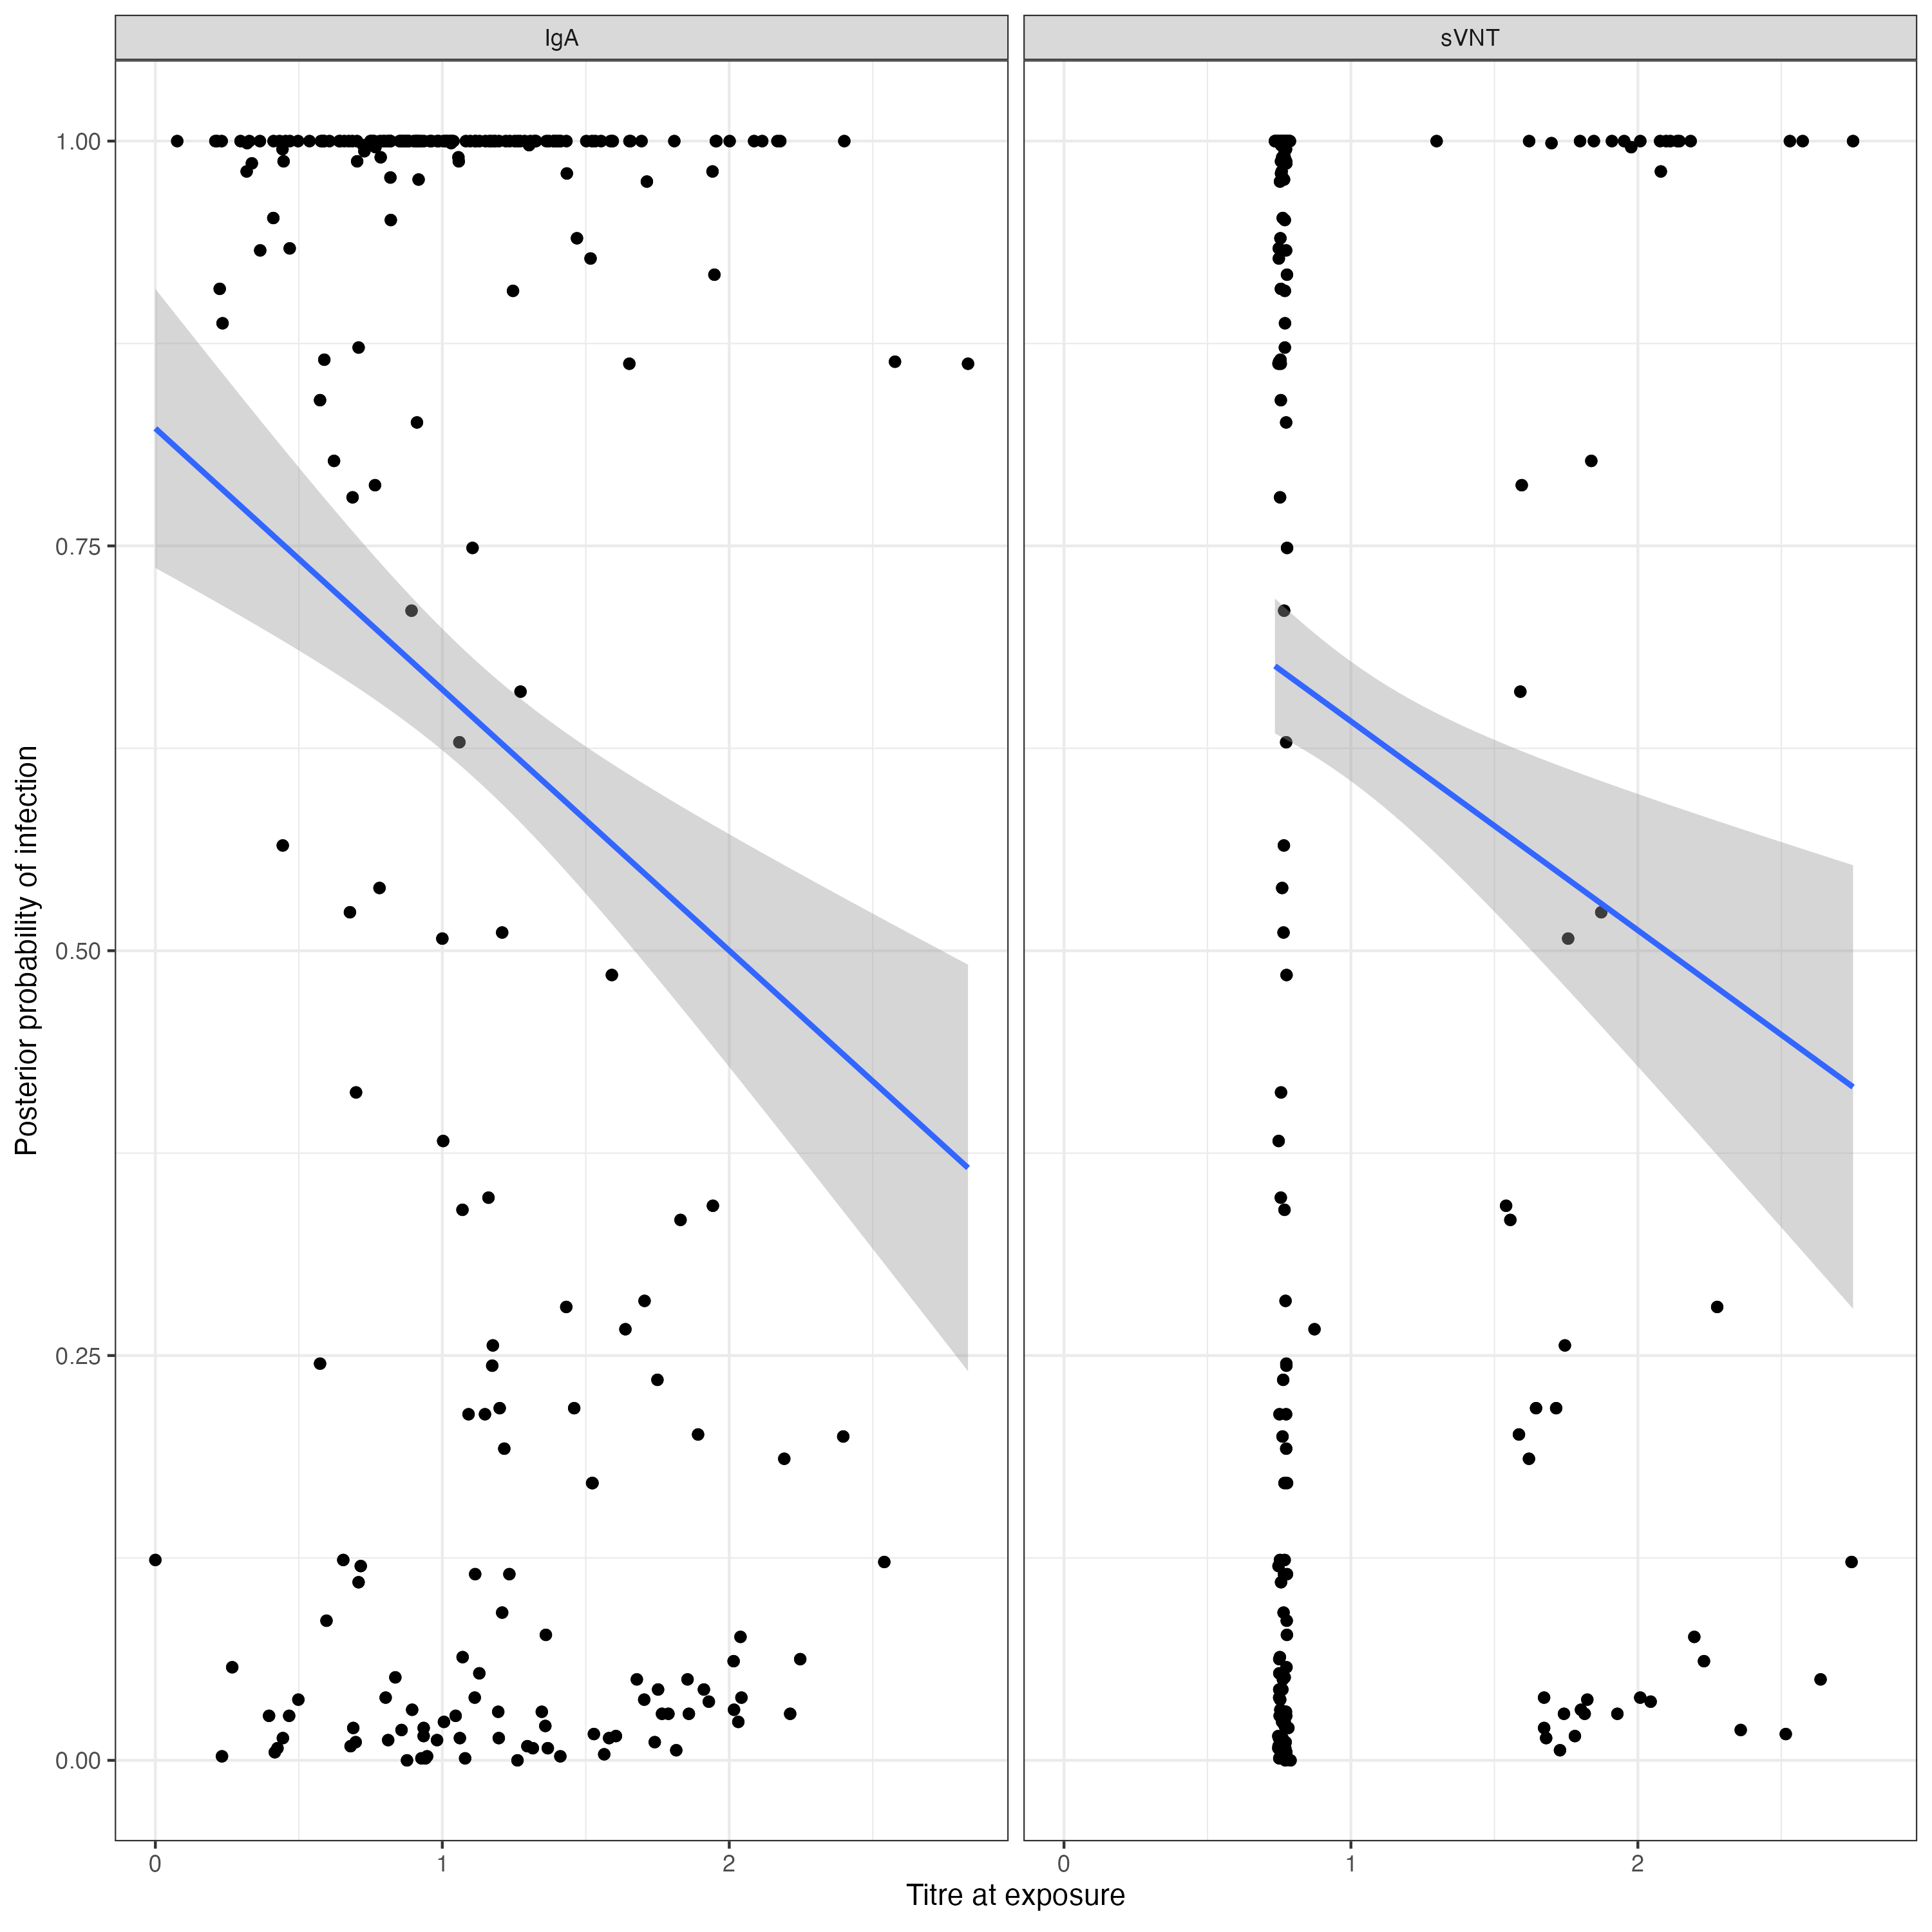 IgA
sVNT
1.00
0.75
0.50
0.25
0.00
Posterior probability of infection
0 1 2
0 1 2
Titre at exposure